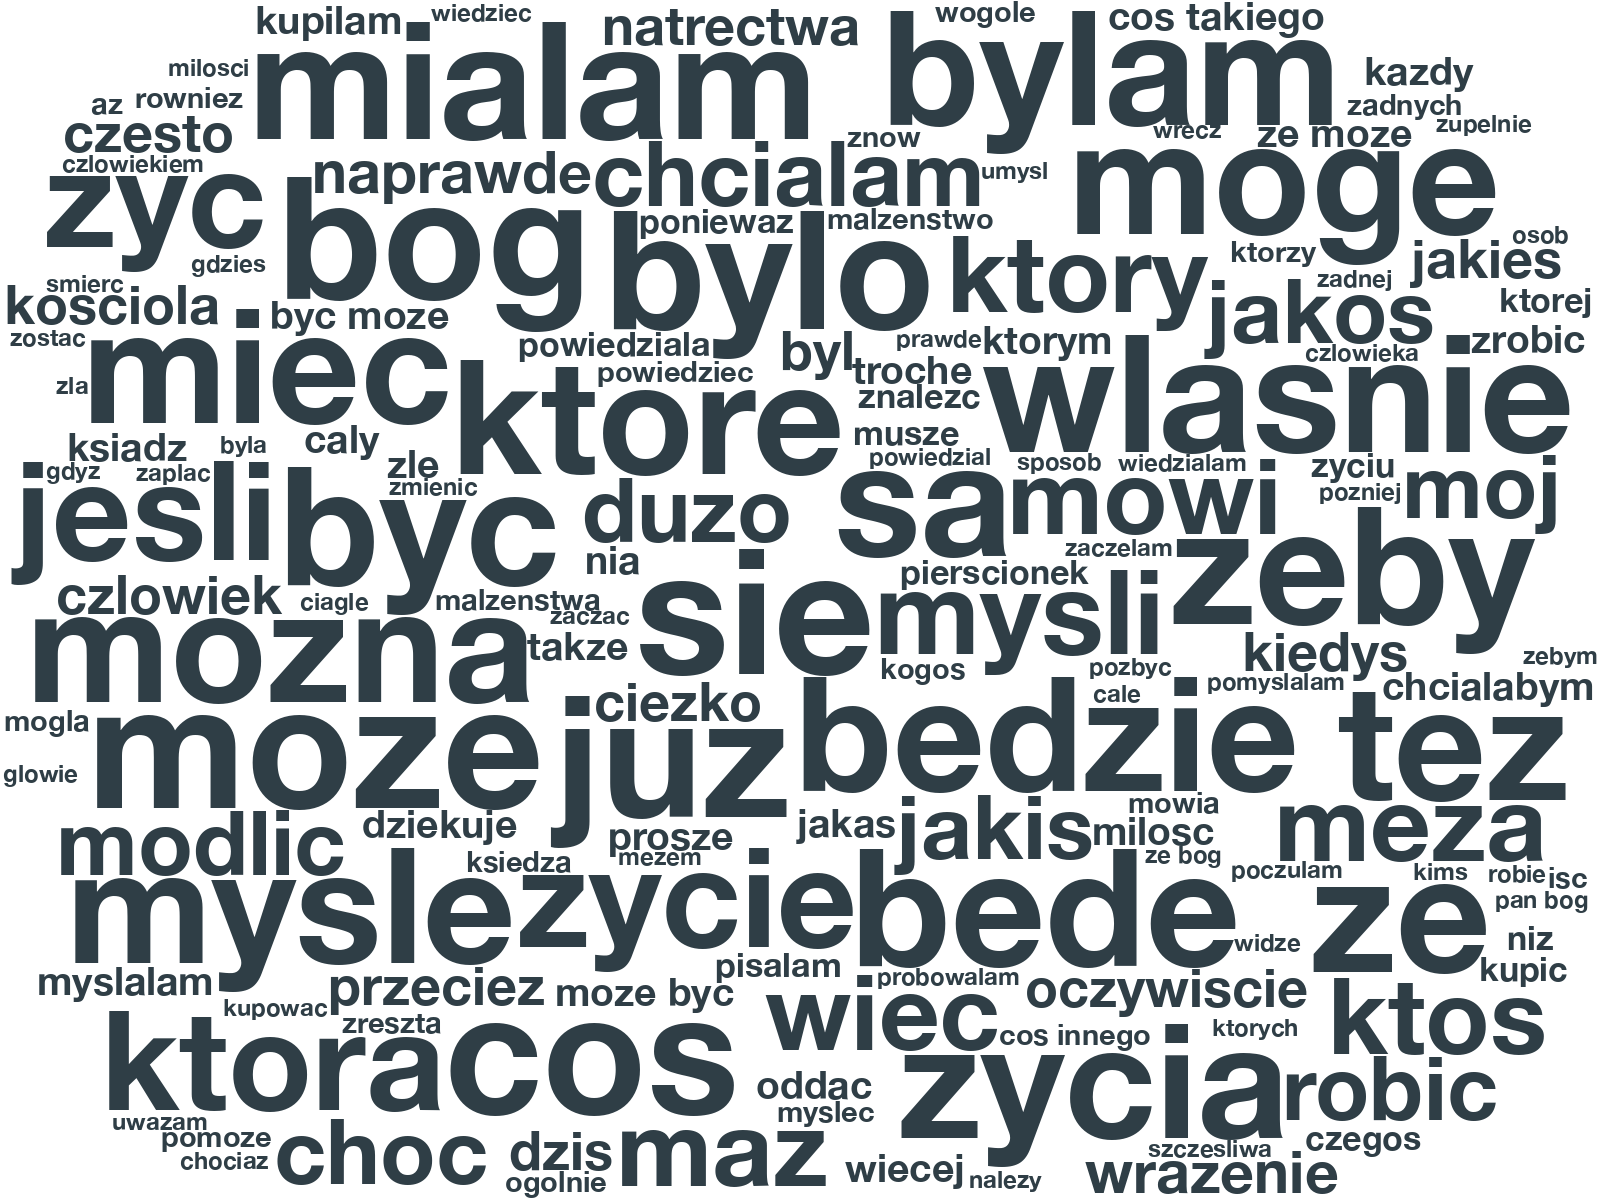 kupilam wiedziec natrectwa wogole cos takiego
milosci mialam bylam kazdy
az rowniez zadnych
czesto znow wrecz ze moze zupelnie
czlowiekiem naprawde chcialam umysl moge
zyc bog poniewaz malzenstwo
gdzies bylo ktory ktorzy jakies osob
smierc zadnej
kosciola byc moze jakos ktorej
zostac miec powiedziala byl prawde ktorym czlowieka zrobic
zla ktore powiedziec troche wlasnie
znalezc
ksiadz byla caly musze
jesli gdyz zaplac zle powiedzial sposob wiedzialam zyciu
byc zmienic duzo sa mowi pozniej moj
nia zaczelam zeby
czlowiek ciagle malzenstwa pierscionek
mozna zaczac sie mysli
takze kogos pozbyc kiedys zebym
mogla ciezko bedzie cale pomyslalam chcialabym
moze juz tez
glowie
modlic dziekuje prosze jakas jakis mowia meza
milosc
ksiedza mezem ze bog poczulam kims robie isc
mysle zycie bede ze pan bog
widze niz
myslalam przeciez moze byc pisalam probowalam oczywiscie kupic
kupowac zreszta wiec cos innego ktorych ktos
ktora cos zycia
oddac robic
uwazam myslec
pomoze choc dzis maz szczesliwa czegos
chociaz ogolnie wiecej nalezy wrazenie